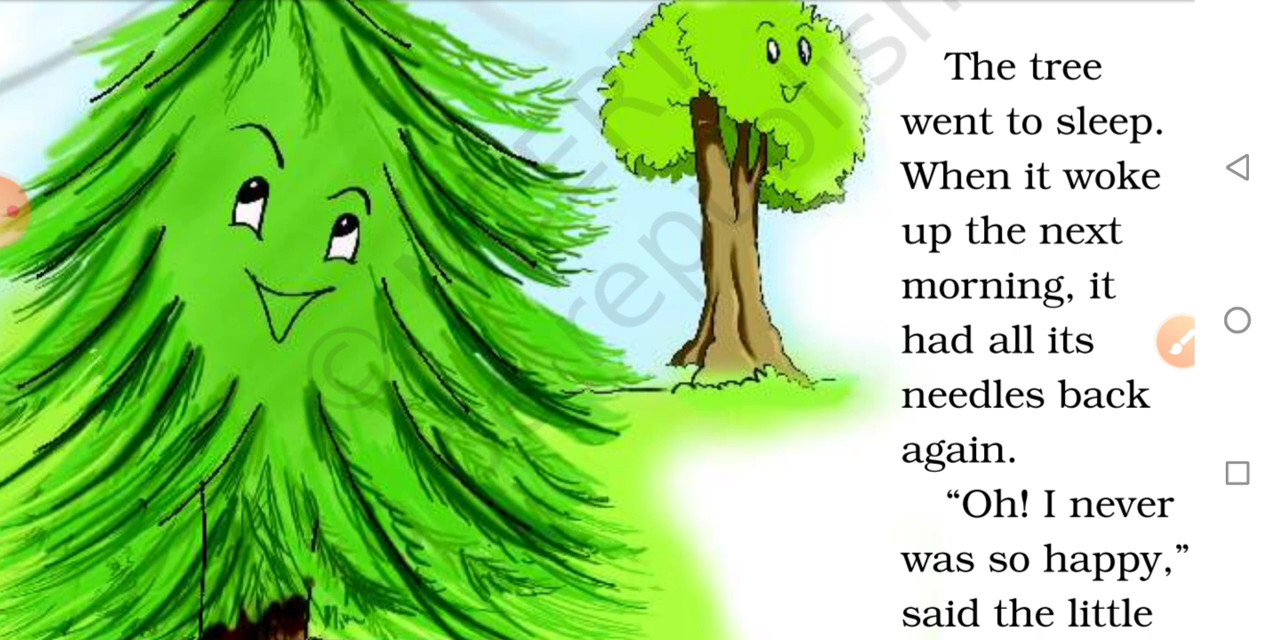 The tree
went to sleep.
When it woke
up the next
morning, it
had all its
needles back
again.
“Oh! I never
was so happy,”
said the little